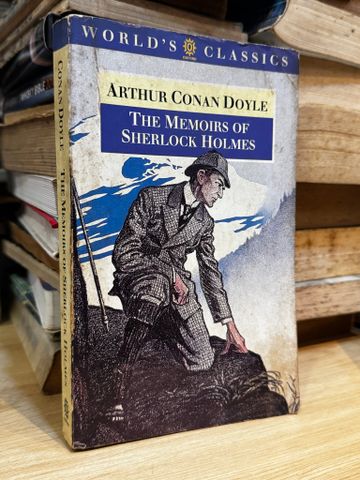 WORLD'S CLASSICS
ARTHUR CONAN DOYLE
THE MEMOIRS OF
SHERLOCK HOLMES
CONAN DOYLE THE MEMOIRS OF SHERLOCK HOLMES